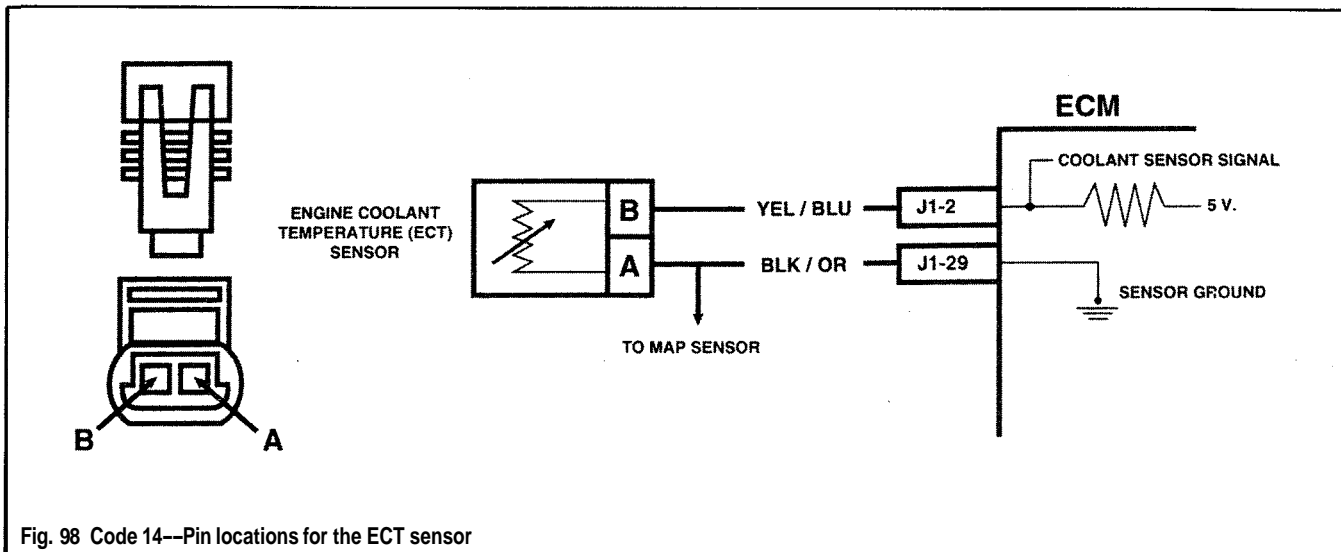 ECM
COOLANT SENSOR SIGNAL
ENGINE COOLANT
TEMPERATURE (ECT)
SENSOR
B
YEL / BLU
J1-2
5 V.
A
BLK / OR
J1-29
SENSOR GROUND
TO MAP SENSOR
B
A
Fig. 98 Code 14--Pin locations for the ECT sensor